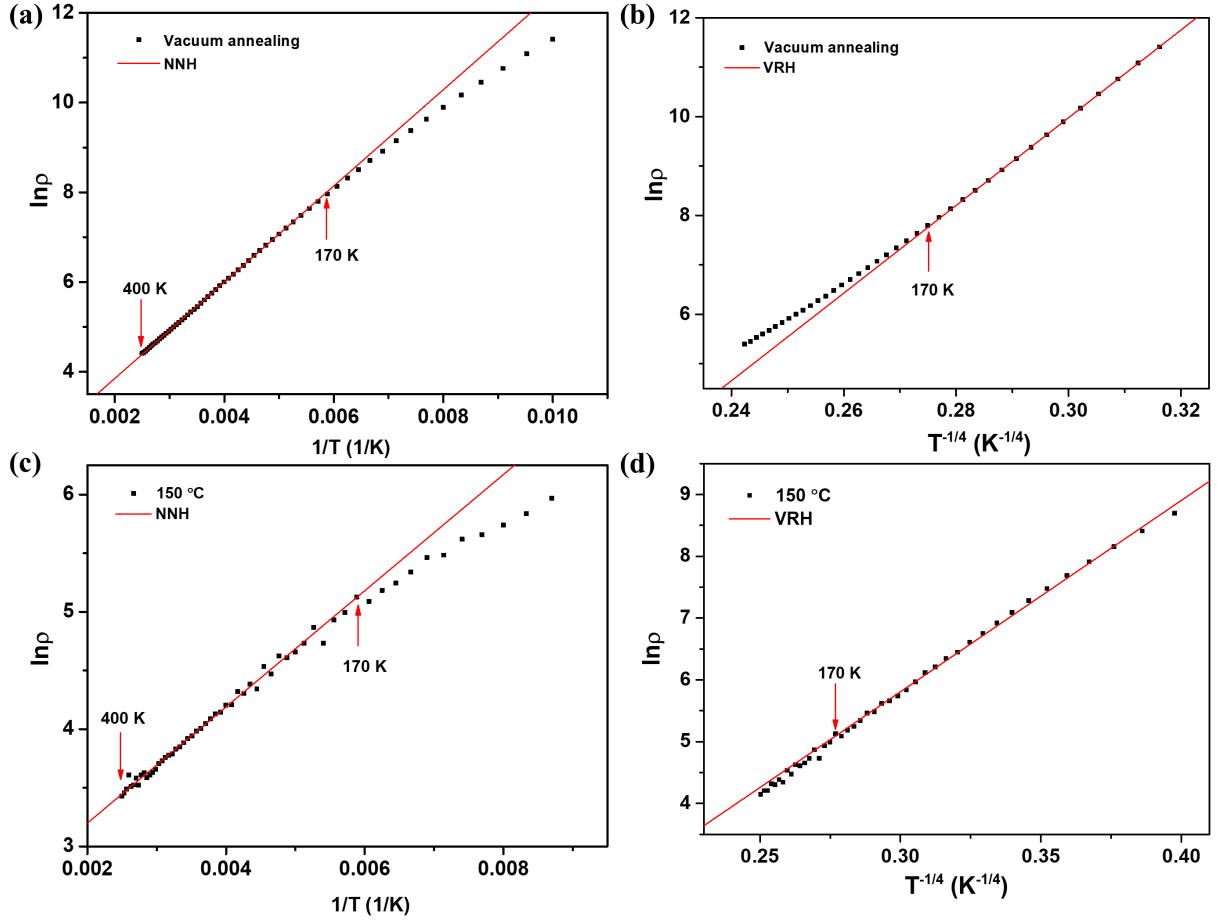 (a)
Vacuum annealing
NNH
400 K
170 K
12
10
8
6
4
lnρ
0.002 0.004 0.006 0.008 0.010
1/T (1/K)
(b)
Vacuum annealing
VRH
170 K
12
10
8
6
lnρ
0.24 0.26 0.28 0.30 0.32
T-1/4 (K-1/4)
(c)
150 °C
NNH
400 K
170 K
6
5
4
3
lnρ
0.002 0.004 0.006 0.008
1/T (1/K)
(d)
150 °C
VRH
170 K
9
8
7
6
5
4
lnρ
0.25 0.30 0.35 0.40
T-1/4 (K-1/4)